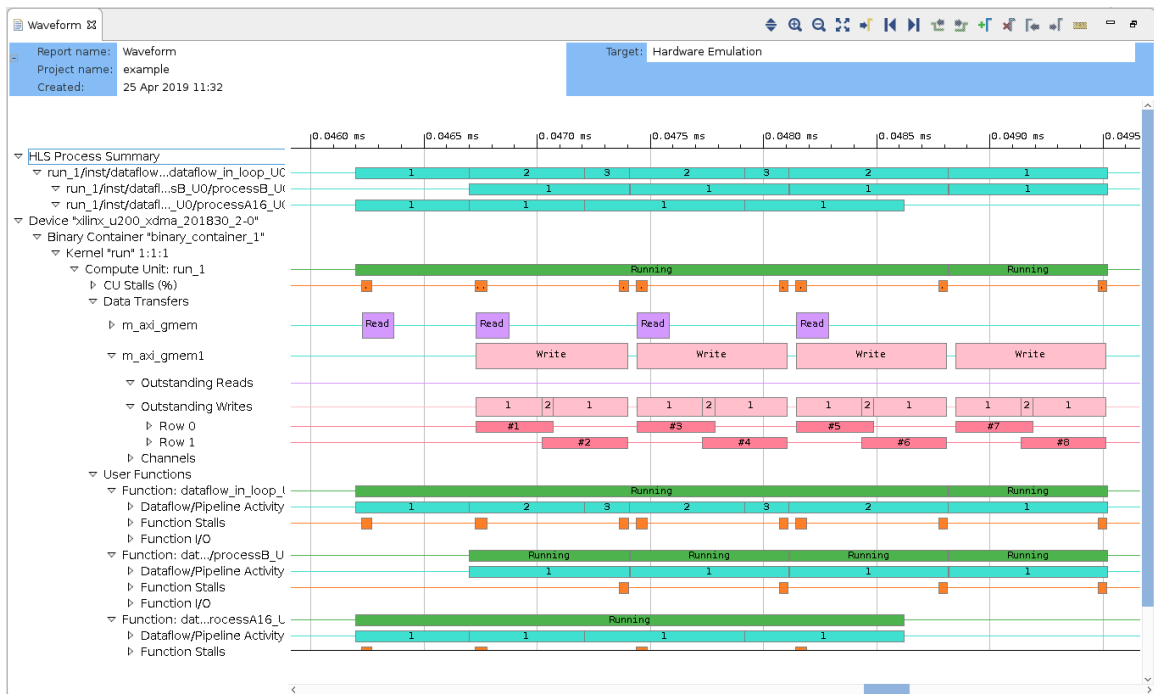 Waveform
Report name: Waveform Target: Hardware Emulation
Project name: example
Created: 25 Apr 2019 11:32
0.0460 ms 0.0465 ms 0.0470 ms 0.0475 ms 0.0480 ms 0.0485 ms 0.0490 ms 0.0495
HLS Process Summary
run_1/inst/dataflow...dataflow_in_loop_U0 1 2 3 2 3 2 1
run_1/inst/datafl...sB_U0/processB_U0 1 1 1 1
run_1/inst/datafl..._U0/processA16_U0 1 1 1 1
Device "xilinx_u200_xdma_201830_2-0"
Binary Container "binary_container_1"
Kernel "run" 1:1:1
Compute Unit: run_1 Running Running
CU Stalls (%) . .. . . . . . .
Data Transfers
m_axi_gmem Read Read Read Read
m_axi_gmem1 Write Write Write Write
Outstanding Reads
Outstanding Writes 1 2 1 1 2 1 1 2 1 1 2 1
Row 0 #1 #3 #5 #7
Row 1 #2 #4 #6 #8
Channels
User Functions
Function: dataflow_in_loop_ Running Running
Dataflow/Pipeline Activity 1 2 3 2 3 2 1
Function Stalls
Function I/O
Function: dat.../processB_U Running Running Running Running
Dataflow/Pipeline Activity 1 1 1 1
Function Stalls
Function I/O
Function: dat...rocessA16_U Running
Dataflow/Pipeline Activity 1 1 1 1
Function Stalls